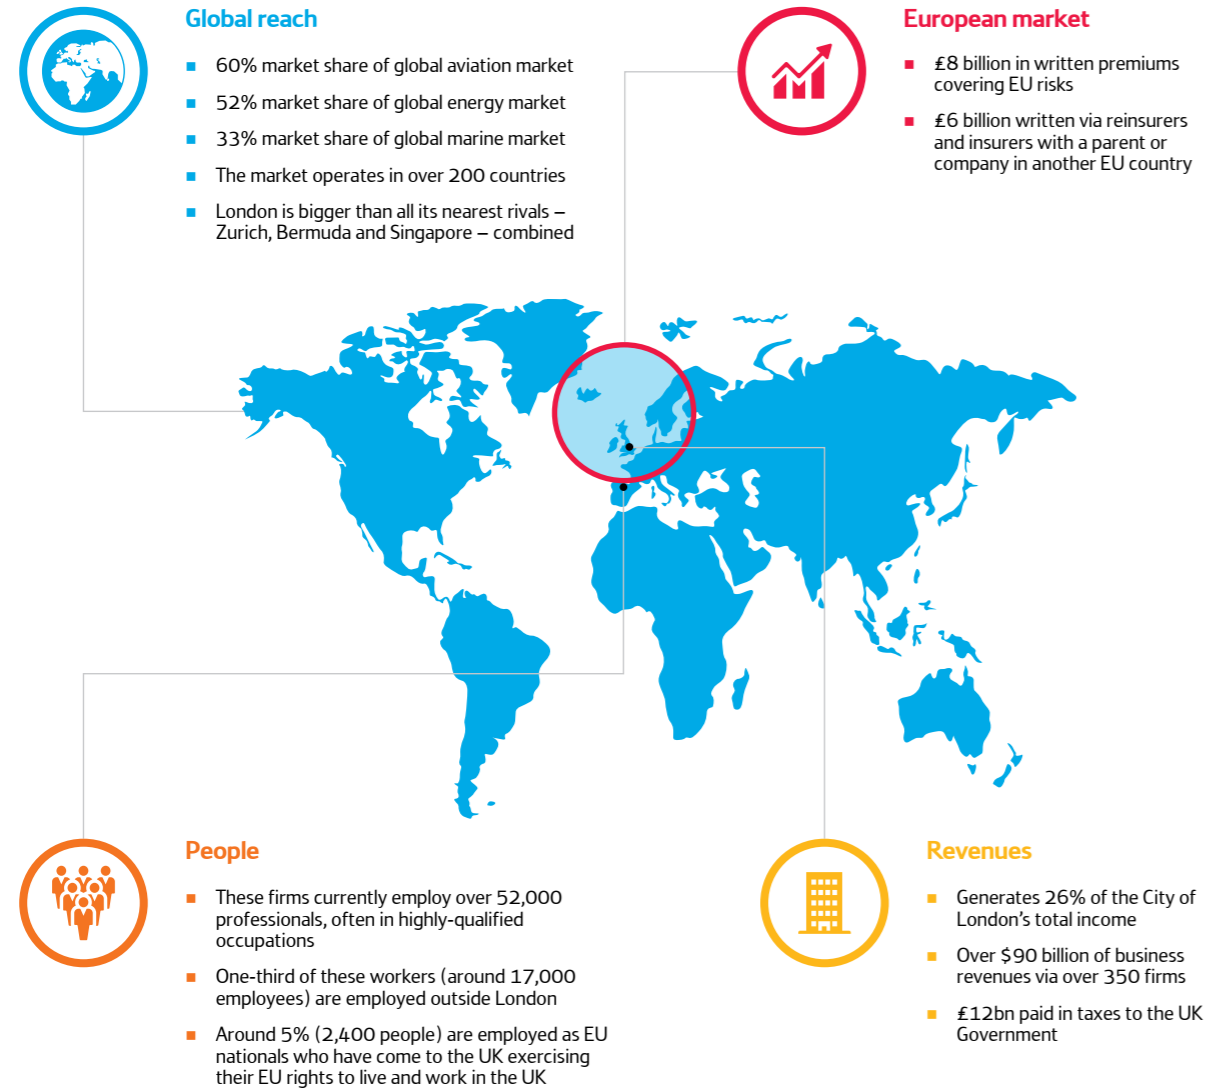 Global reach
60% market share of global aviation market
52% market share of global energy market
33% market share of global marine market
The market operates in over 200 countries
London is bigger than all its nearest rivals –
Zurich, Bermuda and Singapore – combined
European market
£8 billion in written premiums
covering EU risks
£6 billion written via reinsurers
and insurers with a parent or
company in another EU country
People
These firms currently employ over 52,000
professionals, often in highly-qualified
occupations
One-third of these workers (around 17,000
employees) are employed outside London
Around 5% (2,400 people) are employed as EU
nationals who have come to the UK exercising
their EU rights to live and work in the UK
Revenues
Generates 26% of the City of
London’s total income
Over $90 billion of business
revenues via over 350 firms
£12bn paid in taxes to the UK
Government